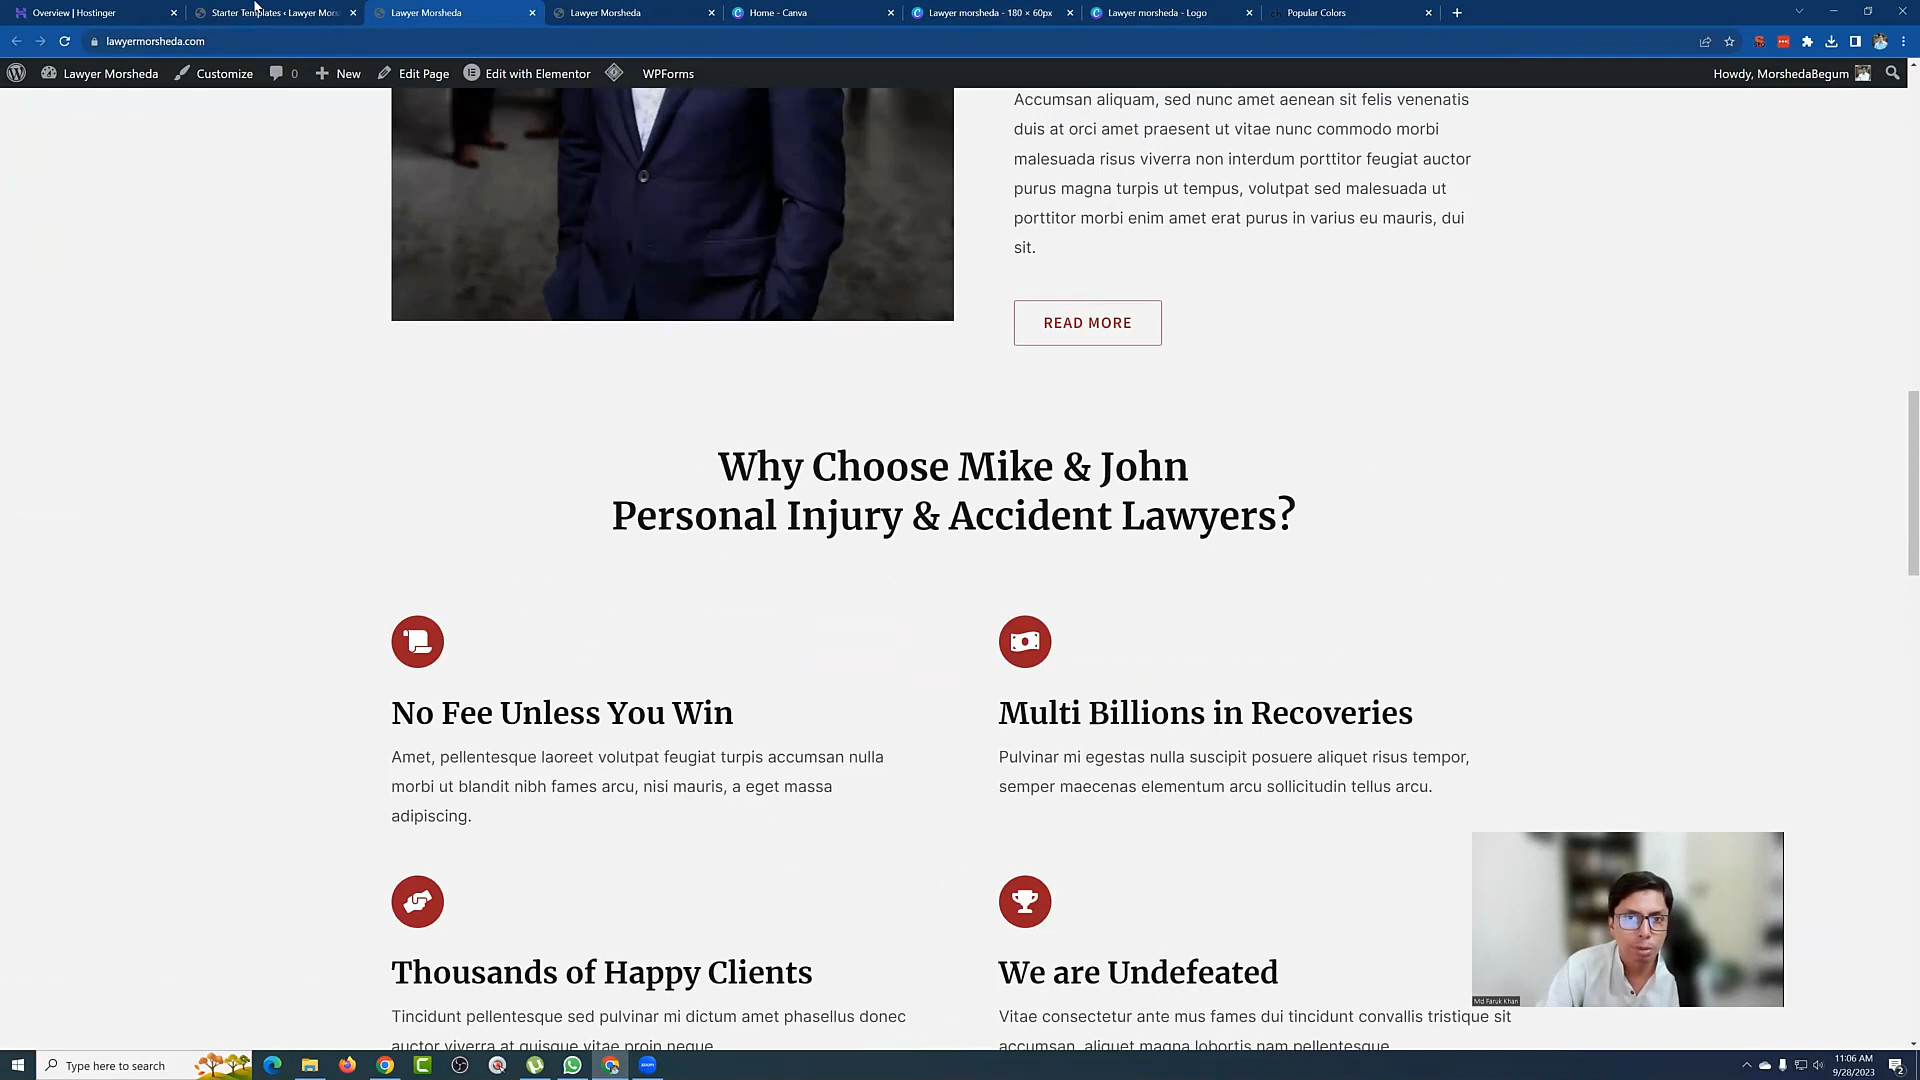 Overview | Hostinger
Starter Templates ‹ Lawyer Mors
Lawyer Morsheda
Lawyer Morsheda
Home - Canva
Lawyer morsheda - 180 × 60px
Lawyer morsheda - Logo
Popular Colors
lawyermorsheda.com
Lawyer Morsheda
Customize
0
New
Edit Page
Edit with Elementor
WPForms
Howdy, MorshedaBegum
Accumsan aliquam, sed nunc amet aenean sit felis venenatis
duis at orci amet praesent ut vitae nunc commodo morbi
malesuada risus viverra non interdum porttitor feugiat auctor
purus magna turpis ut tempus, volutpat sed malesuada ut
porttitor morbi enim amet erat purus in varius eu mauris, dui
sit.
READ MORE
Why Choose Mike & John
Personal Injury & Accident Lawyers?
No Fee Unless You Win
Amet, pellentesque laoreet volutpat feugiat turpis accumsan nulla
morbi ut blandit nibh fames arcu, nisi mauris, a eget massa
adipiscing.
Multi Billions in Recoveries
Pulvinar mi egestas nulla suscipit posuere aliquet risus tempor,
semper maecenas elementum arcu sollicitudin tellus arcu.
Thousands of Happy Clients
Tincidunt pellentesque sed pulvinar mi dictum amet phasellus donec
auctor viverra at quisque vitae proin neque.
We are Undefeated
Vitae consectetur ante mus fames dui tincidunt convallis tristique sit
accumsan, aliquet magna lobortis nam pellentesque.
Md Faruk Khan
Type here to search
zoom
11:06 AM
9/28/2023
2